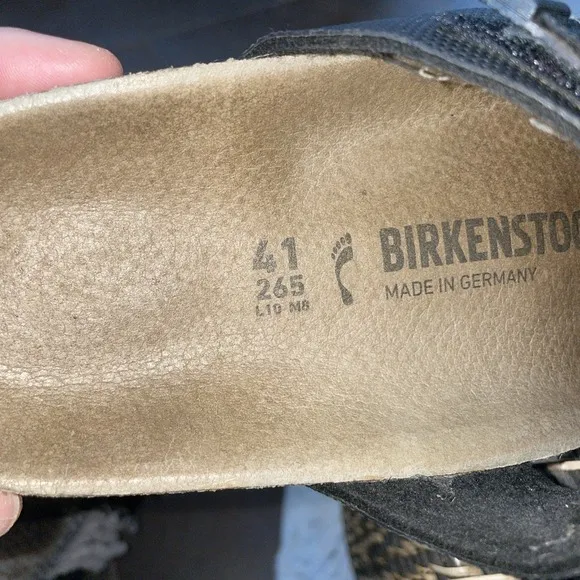 41
265
L10 M8
BIRKENSTOC
MADE IN GERMANY